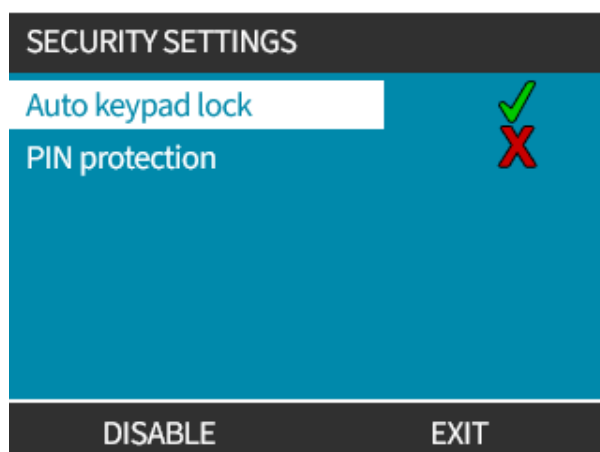 SECURITY SETTINGS
Auto keypad lock
PIN protection
DISABLE EXIT